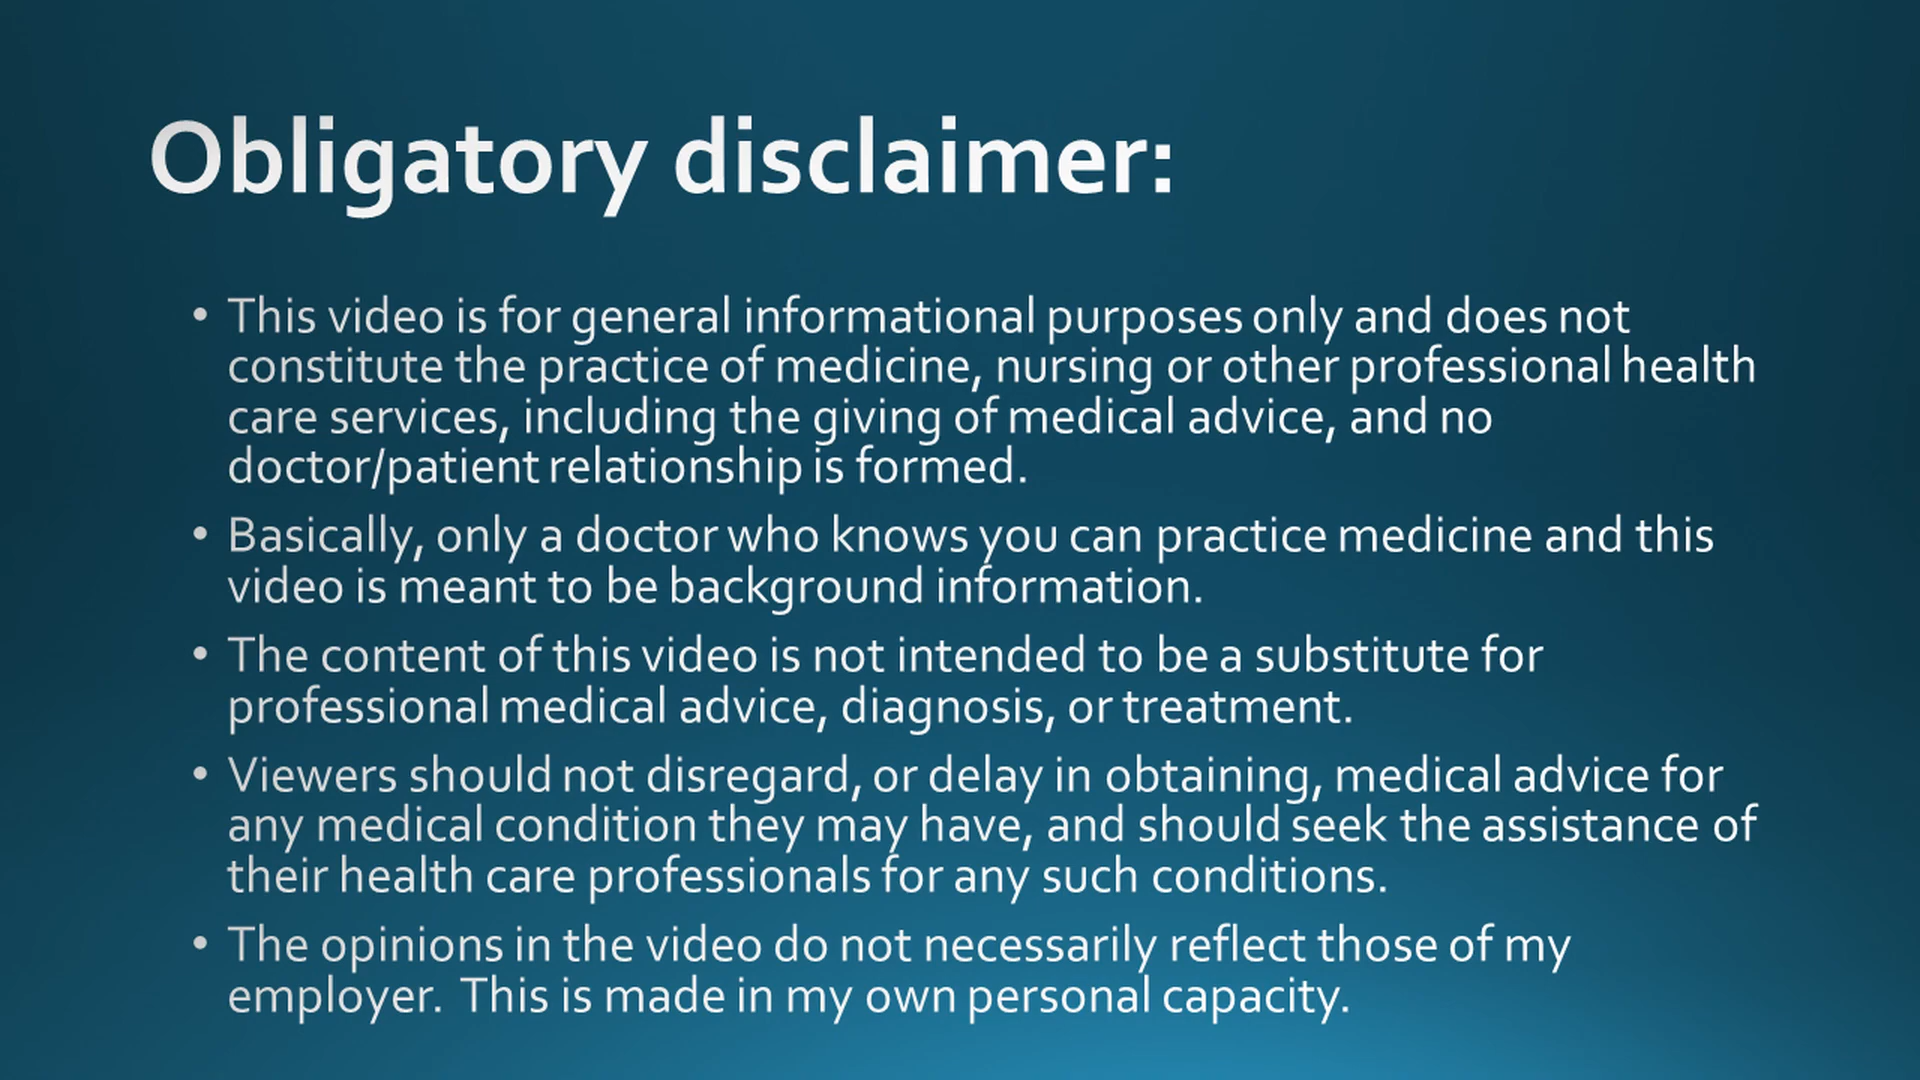 Obligatory disclaimer:
• This video is for general informational purposes only and does not
constitute the practice of medicine, nursing or other professional health
care services, including the giving of medical advice, and no
doctor/patient relationship is formed.
• Basically, only a doctor who knows you can practice medicine and this
video is meant to be background information.
• The content of this video is not intended to be a substitute for
professional medical advice, diagnosis, or treatment.
• Viewers should not disregard, or delay in obtaining, medical advice for
any medical condition they may have, and should seek the assistance of
their health care professionals for any such conditions.
• The opinions in the video do not necessarily reflect those of my
employer.  This is made in my own personal capacity.